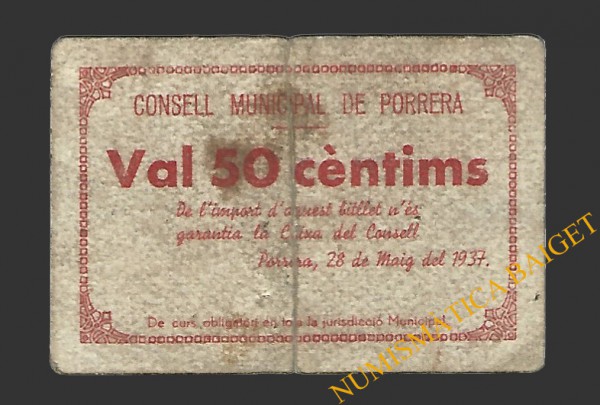 CONSELL MUNICIPAL DE PORRERA
Val 50 cèntims
De l'import d'aquest bitllet n'és
garantia la Caixa del Consell
Porrera, 28 de Maig del 1937.
De curs obligatori en tota la jurisdicció Municipal
NUMISMÀTICA BAIGET